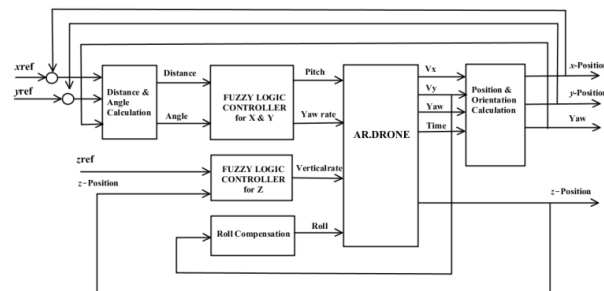 xref
yref
Distance &
Angle
Calculation
Distance
Angle
FUZZY LOGIC
CONTROLLER
for X & Y
Pitch
Yaw rate
AR.DRONE
Vx
Vy
Yaw
Time
Position &
Orientation
Calculation
x-Position
y-Position
Yaw
zref
z−Position
FUZZY LOGIC
CONTROLLER
for Z
Verticalrate
z−Position
Roll Compensation
Roll